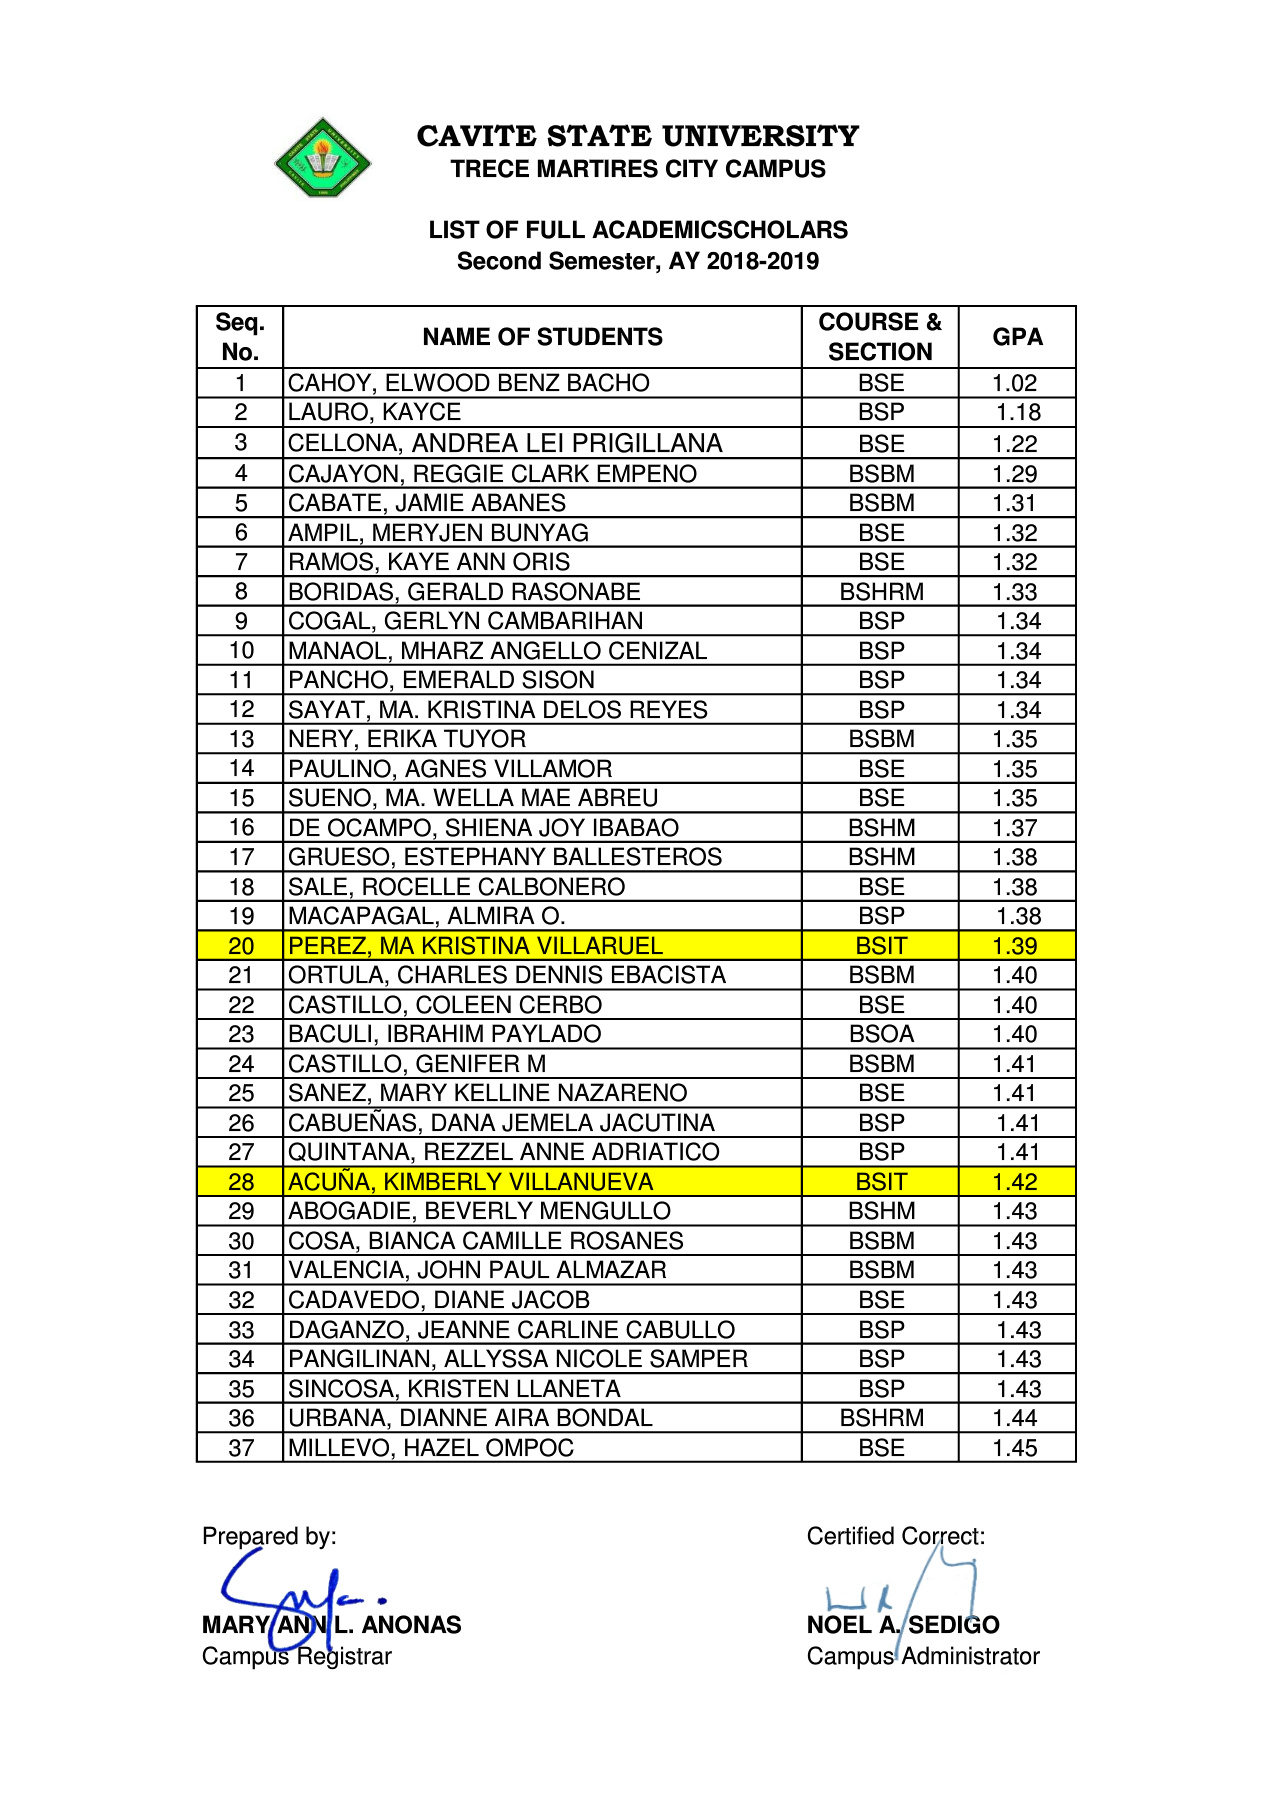 CAVITE STATE UNIVERSITY
TRECE MARTIRES CITY CAMPUS
LIST OF FULL ACADEMICSCHOLARS
Second Semester, AY 2018-2019
Seq. No. NAME OF STUDENTS COURSE & SECTION GPA
1 CAHOY, ELWOOD BENZ BACHO BSE 1.02
2 LAURO, KAYCE BSP 1.18
3 CELLONA, ANDREA LEI PRIGILLANA BSE 1.22
4 CAJAYON, REGGIE CLARK EMPENO BSBM 1.29
5 CABATE, JAMIE ABANES BSBM 1.31
6 AMPIL, MERYJEN BUNYAG BSE 1.32
7 RAMOS, KAYE ANN ORIS BSE 1.32
8 BORIDAS, GERALD RASONABE BSHRM 1.33
9 COGAL, GERLYN CAMBARIHAN BSP 1.34
10 MANAOL, MHARZ ANGELLO CENIZAL BSP 1.34
11 PANCHO, EMERALD SISON BSP 1.34
12 SAYAT, MA. KRISTINA DELOS REYES BSP 1.34
13 NERY, ERIKA TUYOR BSBM 1.35
14 PAULINO, AGNES VILLAMOR BSE 1.35
15 SUENO, MA. WELLA MAE ABREU BSE 1.35
16 DE OCAMPO, SHIENA JOY IBABAO BSHM 1.37
17 GRUESO, ESTEPHANY BALLESTEROS BSHM 1.38
18 SALE, ROCELLE CALBONERO BSE 1.38
19 MACAPAGAL, ALMIRA O. BSP 1.38
20 PEREZ, MA KRISTINA VILLARUEL BSIT 1.39
21 ORTULA, CHARLES DENNIS EBACISTA BSBM 1.40
22 CASTILLO, COLEEN CERBO BSE 1.40
23 BACULI, IBRAHIM PAYLADO BSOA 1.40
24 CASTILLO, GENIFER M BSBM 1.41
25 SANEZ, MARY KELLINE NAZARENO BSE 1.41
26 CABUEÑAS, DANA JEMELA JACUTINA BSP 1.41
27 QUINTANA, REZZEL ANNE ADRIATICO BSP 1.41
28 ACUÑA, KIMBERLY VILLANUEVA BSIT 1.42
29 ABOGADIE, BEVERLY MENGULLO BSHM 1.43
30 COSA, BIANCA CAMILLE ROSANES BSBM 1.43
31 VALENCIA, JOHN PAUL ALMAZAR BSBM 1.43
32 CADAVEDO, DIANE JACOB BSE 1.43
33 DAGANZO, JEANNE CARLINE CABULLO BSP 1.43
34 PANGILINAN, ALLYSSA NICOLE SAMPER BSP 1.43
35 SINCOSA, KRISTEN LLANETA BSP 1.43
36 URBANA, DIANNE AIRA BONDAL BSHRM 1.44
37 MILLEVO, HAZEL OMPOC BSE 1.45
Prepared by: Certified Correct:
MARY ANN L. ANONAS NOEL A. SEDIGO
Campus Registrar Campus Administrator